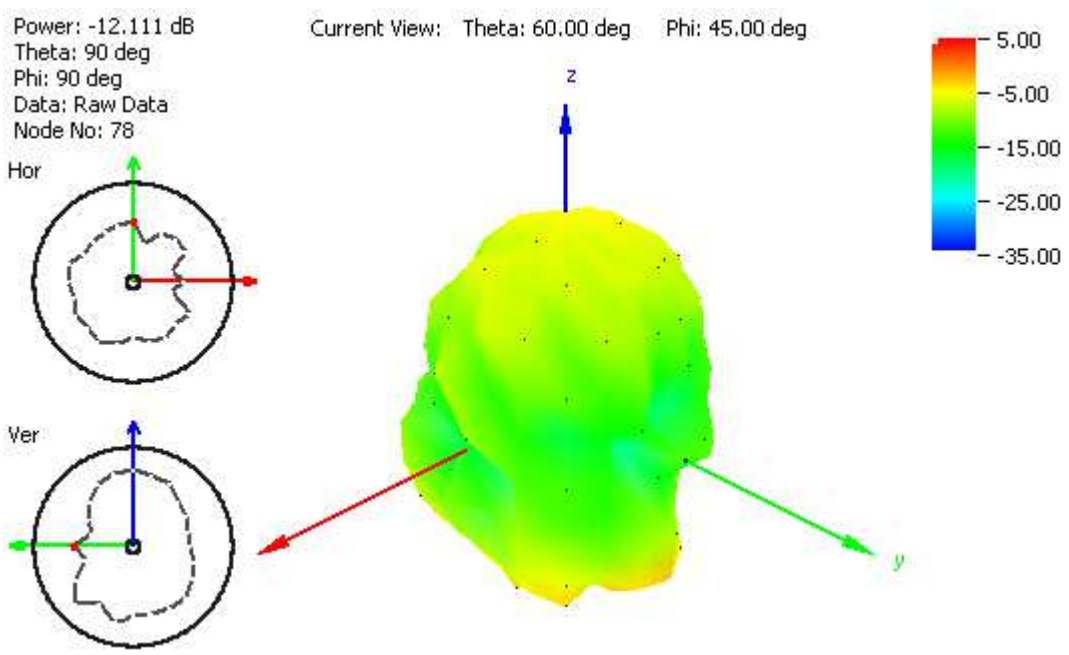 Power: -12.111 dB
Theta: 90 deg
Phi: 90 deg
Data: Raw Data
Node No: 78
Current View: Theta: 60.00 deg Phi: 45.00 deg
5.00
-5.00
-15.00
-25.00
-35.00
z
Hor
Ver
y